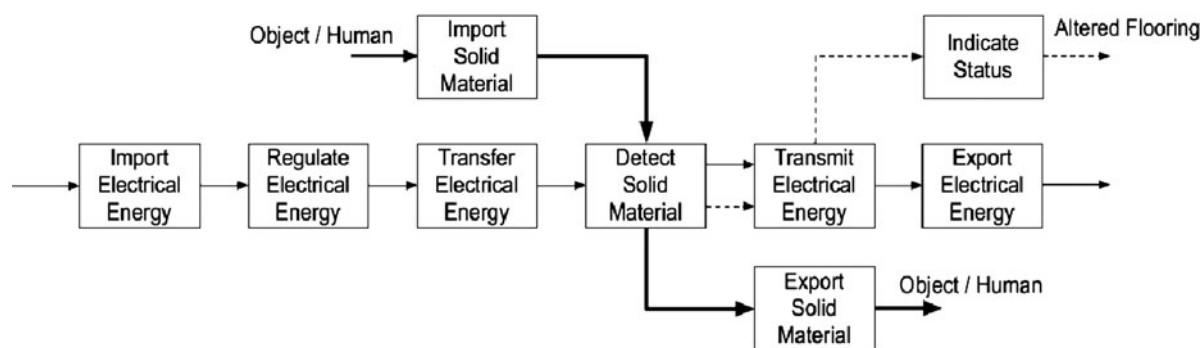 Object / Human
Import
Solid
Material
Indicate
Status
Altered Flooring
Import
Electrical
Energy
Regulate
Electrical
Energy
Transfer
Electrical
Energy
Detect
Solid
Material
Transmit
Electrical
Energy
Export
Electrical
Energy
Export
Solid
Material
Object / Human